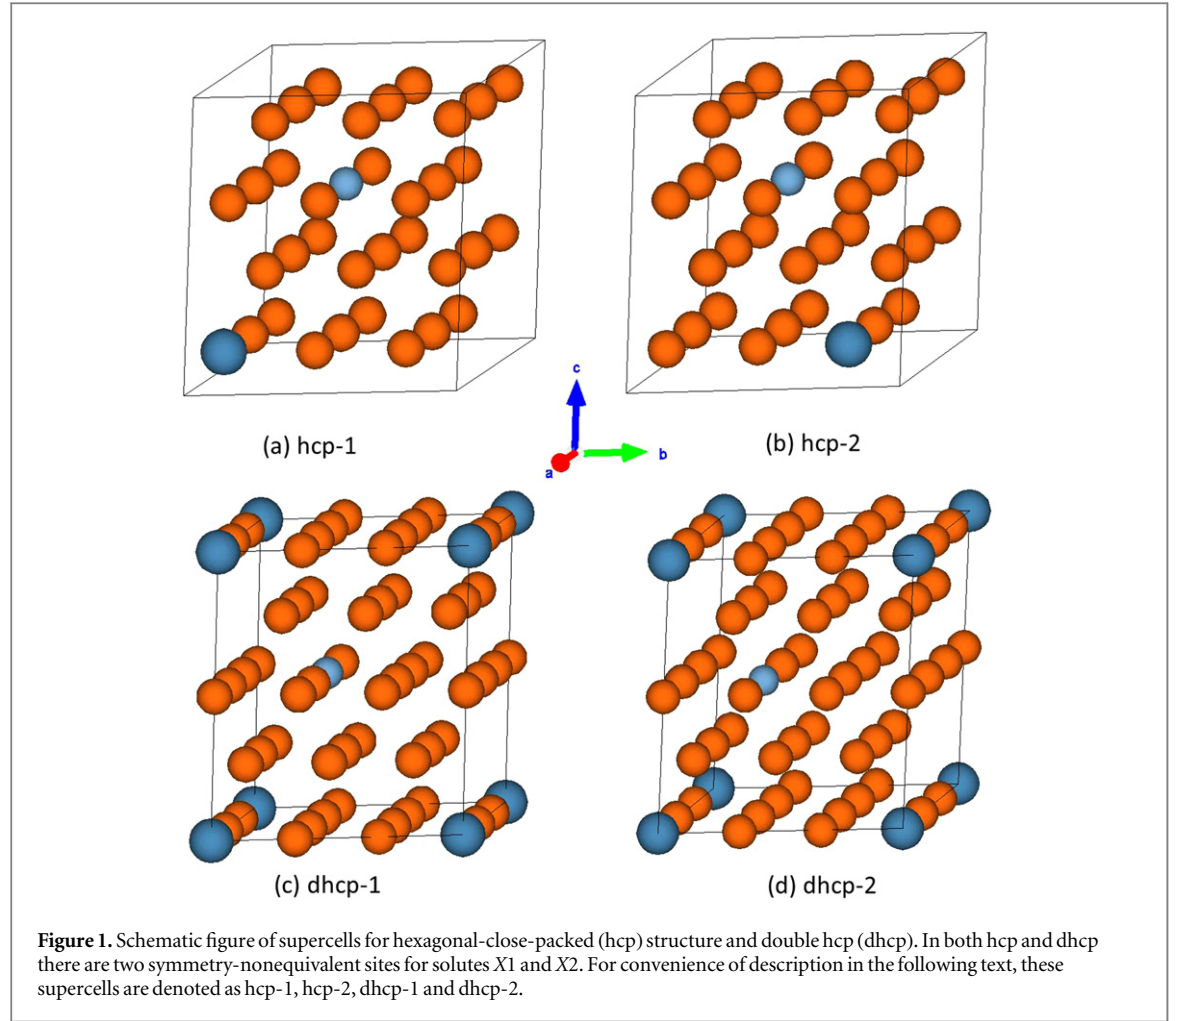 (a) hcp-1
(b) hcp-2
c
b
a
(c) dhcp-1
(d) dhcp-2
Figure 1. Schematic figure of supercells for hexagonal-close-packed (hcp) structure and double hcp (dhcp). In both hcp and dhcp
there are two symmetry-nonequivalent sites for solutes X1 and X2. For convenience of description in the following text, these
supercells are denoted as hcp-1, hcp-2, dhcp-1 and dhcp-2.